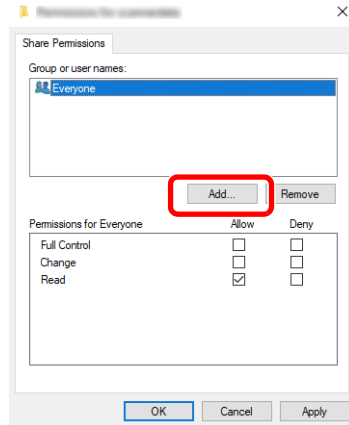 Share Permissions
Group or user names:
Everyone
Add... Remove
Permissions for Everyone Allow Deny
Full Control
Change
Read
OK Cancel Apply